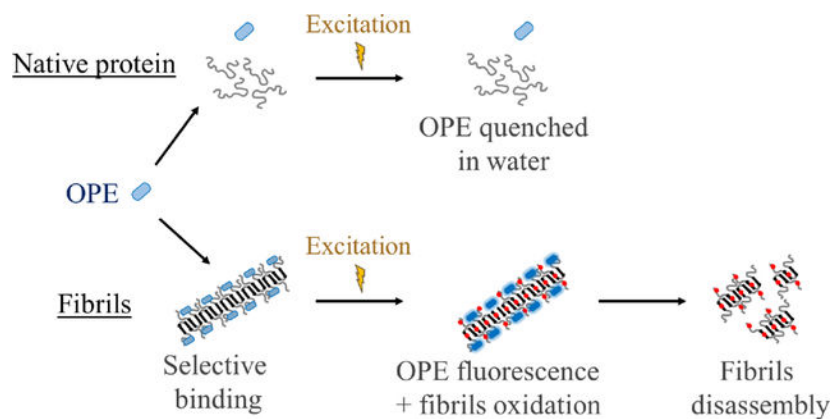 Excitation
Native protein
OPE quenched
in water
OPE
Excitation
Fibrils
Selective
binding
OPE fluorescence
+ fibrils oxidation
Fibrils
disassembly